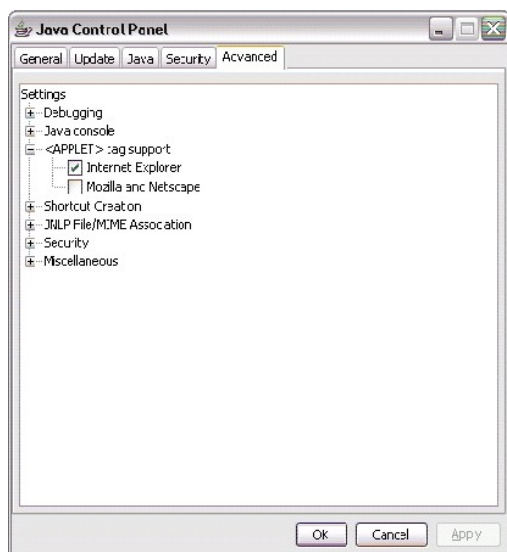 Java Control Panel
General Update Java Security Advanced
Settings
Debugging
Java console
<APPLET> tag support
Internet Explorer
Mozilla and Netscape
Shortcut Creation
JNLP File/MIME Association
Security
Miscellaneous
OK Cancel Apply